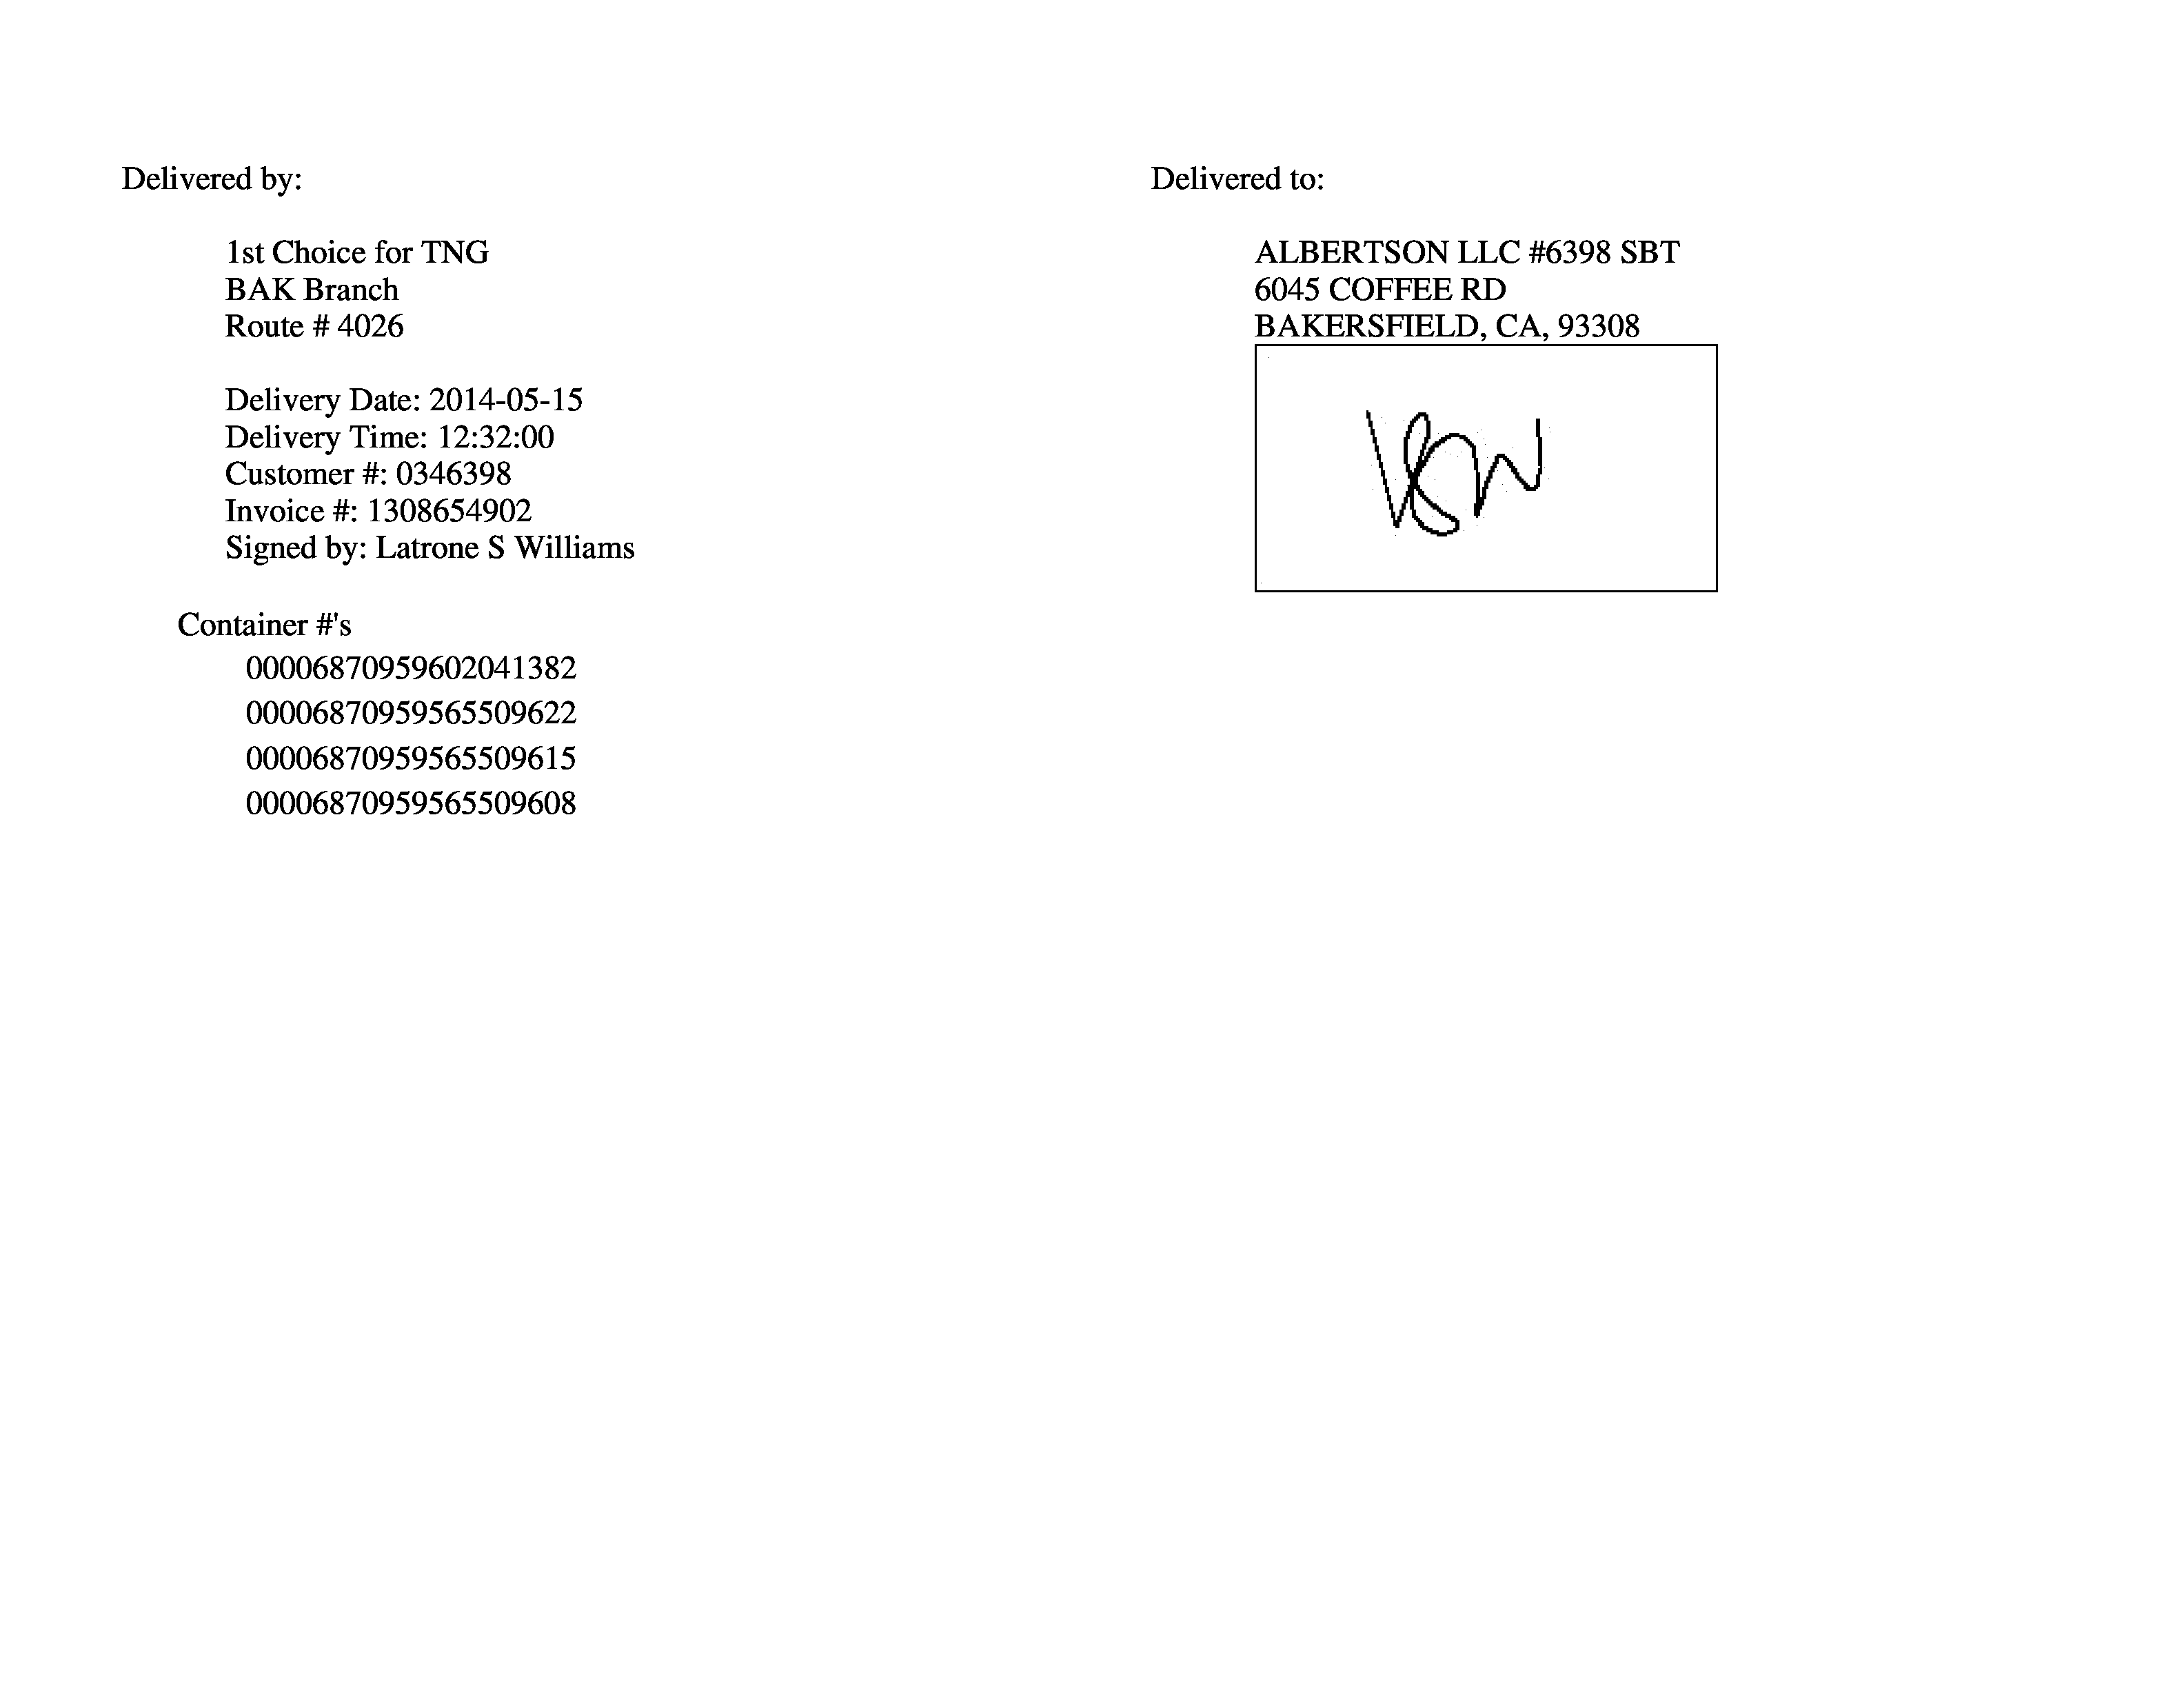 Delivered by:
1st Choice for TNG
BAK Branch
Route # 4026
Delivery Date: 2014-05-15
Delivery Time: 12:32:00
Customer #: 0346398
Invoice #: 1308654902
Signed by: Latrone S Williams
Container #'s
00006870959602041382
00006870959565509622
00006870959565509615
00006870959565509608
Delivered to:
ALBERTSON LLC #6398 SBT
6045 COFFEE RD
BAKERSFIELD, CA, 93308